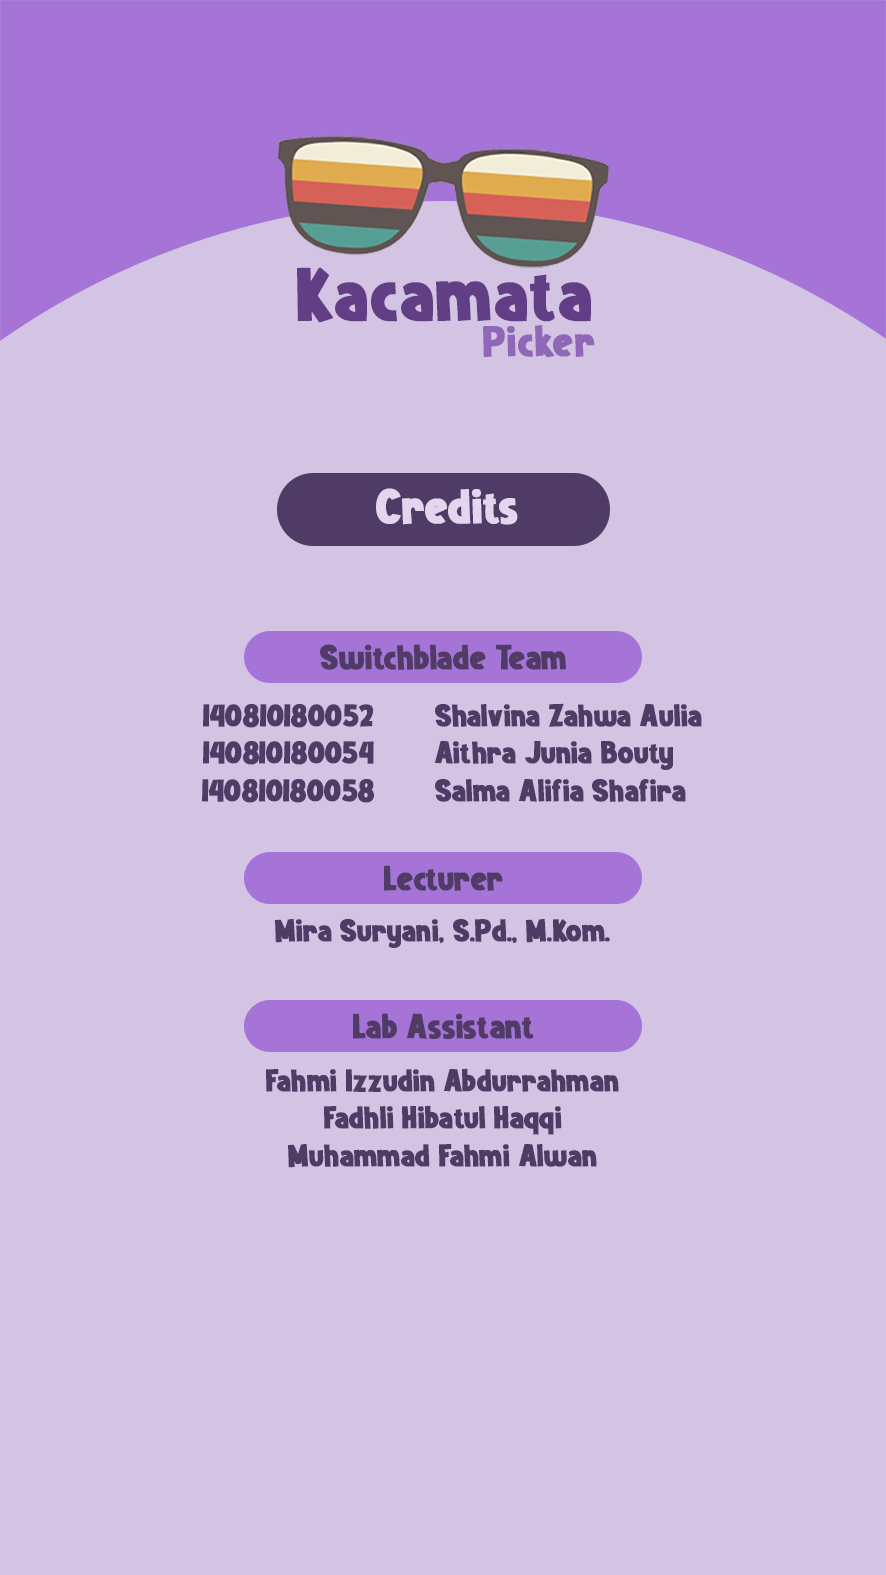 Kacamata
Picker
Credits
Switchblade Team
140810180052 Shalvina Zahwa Aulia
140810180054 Aithra Junia Bouty
140810180058 Salma Alifia Shafira
Lecturer
Mira Suryani, S.Pd., M.Kom.
Lab Assistant
Fahmi Izzudin Abdurrahman
Fadhli Hibatul Haqqi
Muhammad Fahmi Alwan